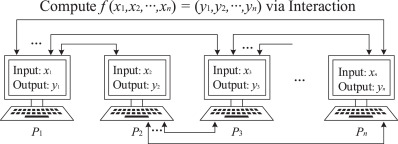 Compute f(x₁,x₂,···,xₙ) = (y₁,y₂,···,yₙ) via Interaction
...
...
Input: x₁
Output: y₁
Input: x₂
Output: y₂
Input: x₃
Output: y₃
Input: xₙ
Output: yₙ
...
P₁ P₂ P₃ Pₙ